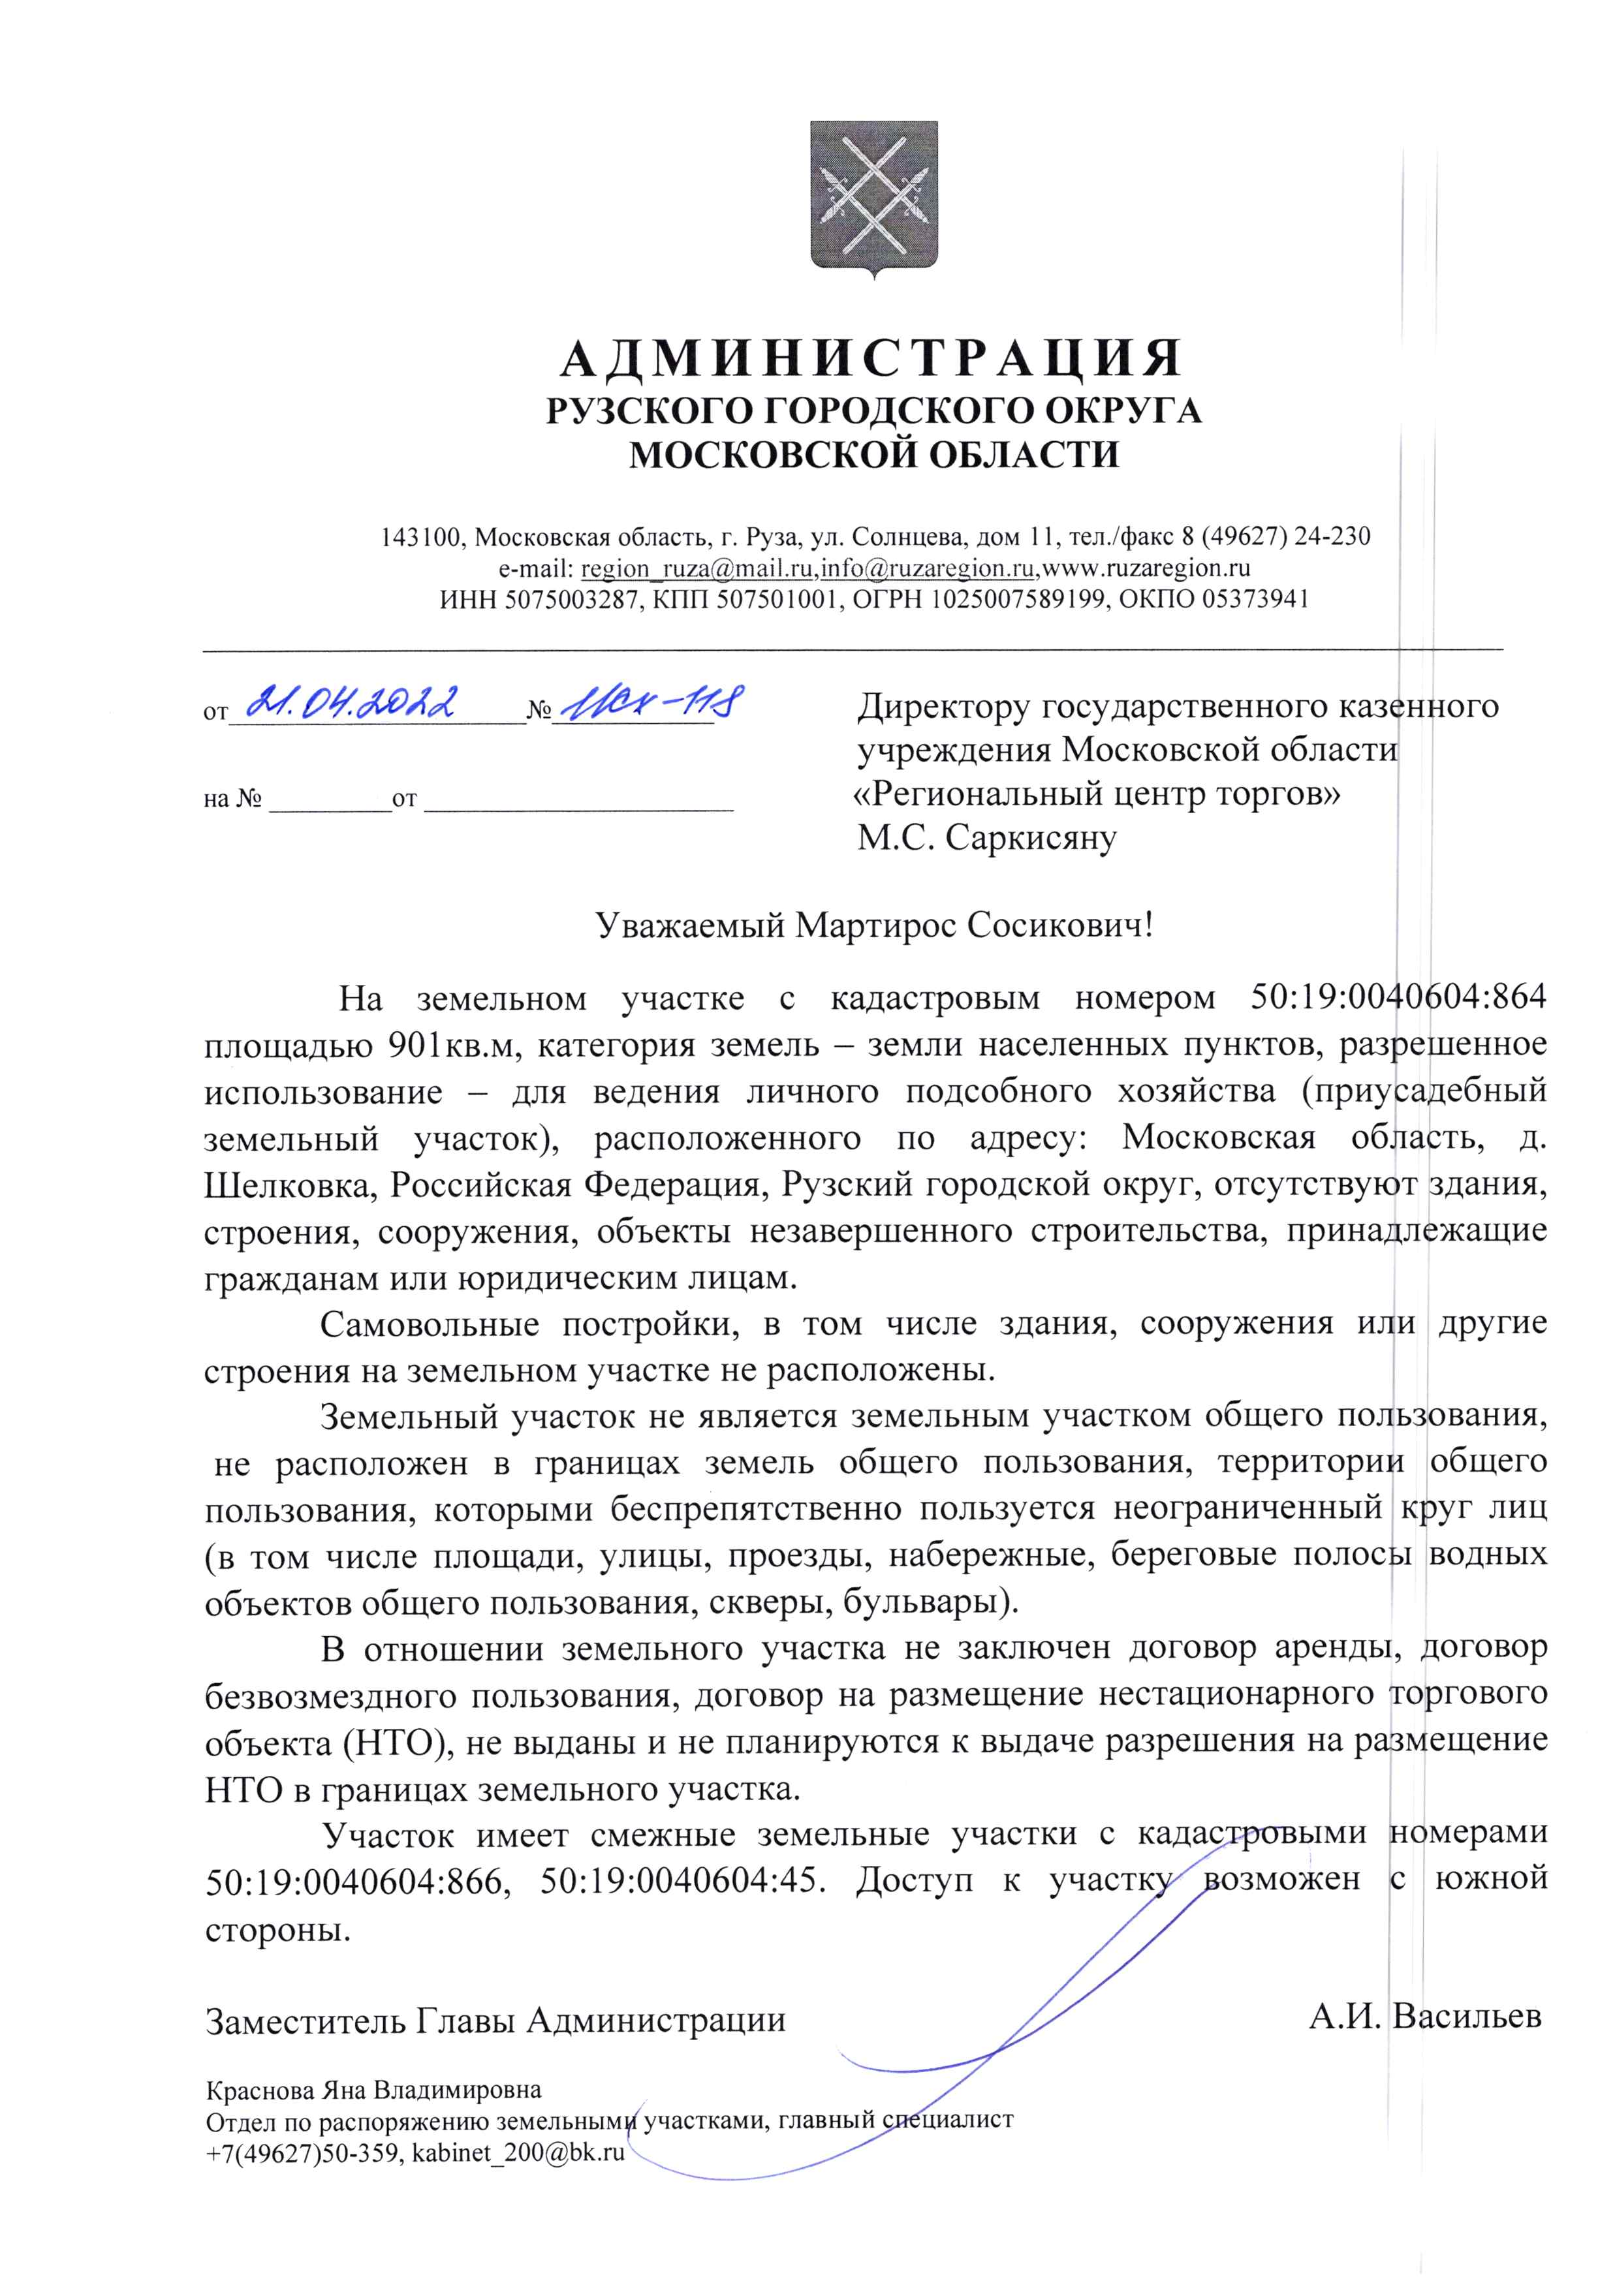 АДМИНИСТРАЦИЯ
РУЗСКОГО ГОРОДСКОГО ОКРУГА
МОСКОВСКОЙ ОБЛАСТИ
143100, Московская область, г. Руза, ул. Солнцева, дом 11, тел./факс 8 (49627) 24-230
e-mail: region_ruza@mail.ru,info@ruzaregion.ru,www.ruzaregion.ru
ИНН 5075003287, КПП 507501001, ОГРН 1025007589199, ОКПО 05373941
от 21.04.2022 № Исх-118
на № __________от __________
Директору государственного казенного
учреждения Московской области
«Региональный центр торгов»
М.С. Саркисяну
Уважаемый Мартирос Сосикович!
На земельном участке с кадастровым номером 50:19:0040604:864
площадью 901кв.м, категория земель – земли населенных пунктов, разрешенное
использование – для ведения личного подсобного хозяйства (приусадебный
земельный участок), расположенного по адресу: Московская область, д.
Шелковка, Российская Федерация, Рузский городской округ, отсутствуют здания,
строения, сооружения, объекты незавершенного строительства, принадлежащие
гражданам или юридическим лицам.
Самовольные постройки, в том числе здания, сооружения или другие
строения на земельном участке не расположены.
Земельный участок не является земельным участком общего пользования,
не расположен в границах земель общего пользования, территории общего
пользования, которыми беспрепятственно пользуется неограниченный круг лиц
(в том числе площади, улицы, проезды, набережные, береговые полосы водных
объектов общего пользования, скверы, бульвары).
В отношении земельного участка не заключен договор аренды, договор
безвозмездного пользования, договор на размещение нестационарного торгового
объекта (НТО), не выданы и не планируются к выдаче разрешения на размещение
НТО в границах земельного участка.
Участок имеет смежные земельные участки с кадастровыми номерами
50:19:0040604:866, 50:19:0040604:45. Доступ к участку возможен с южной
стороны.
Заместитель Главы Администрации А.И. Васильев
Краснова Яна Владимировна
Отдел по распоряжению земельными участками, главный специалист
+7(49627)50-359, kabinet_200@bk.ru